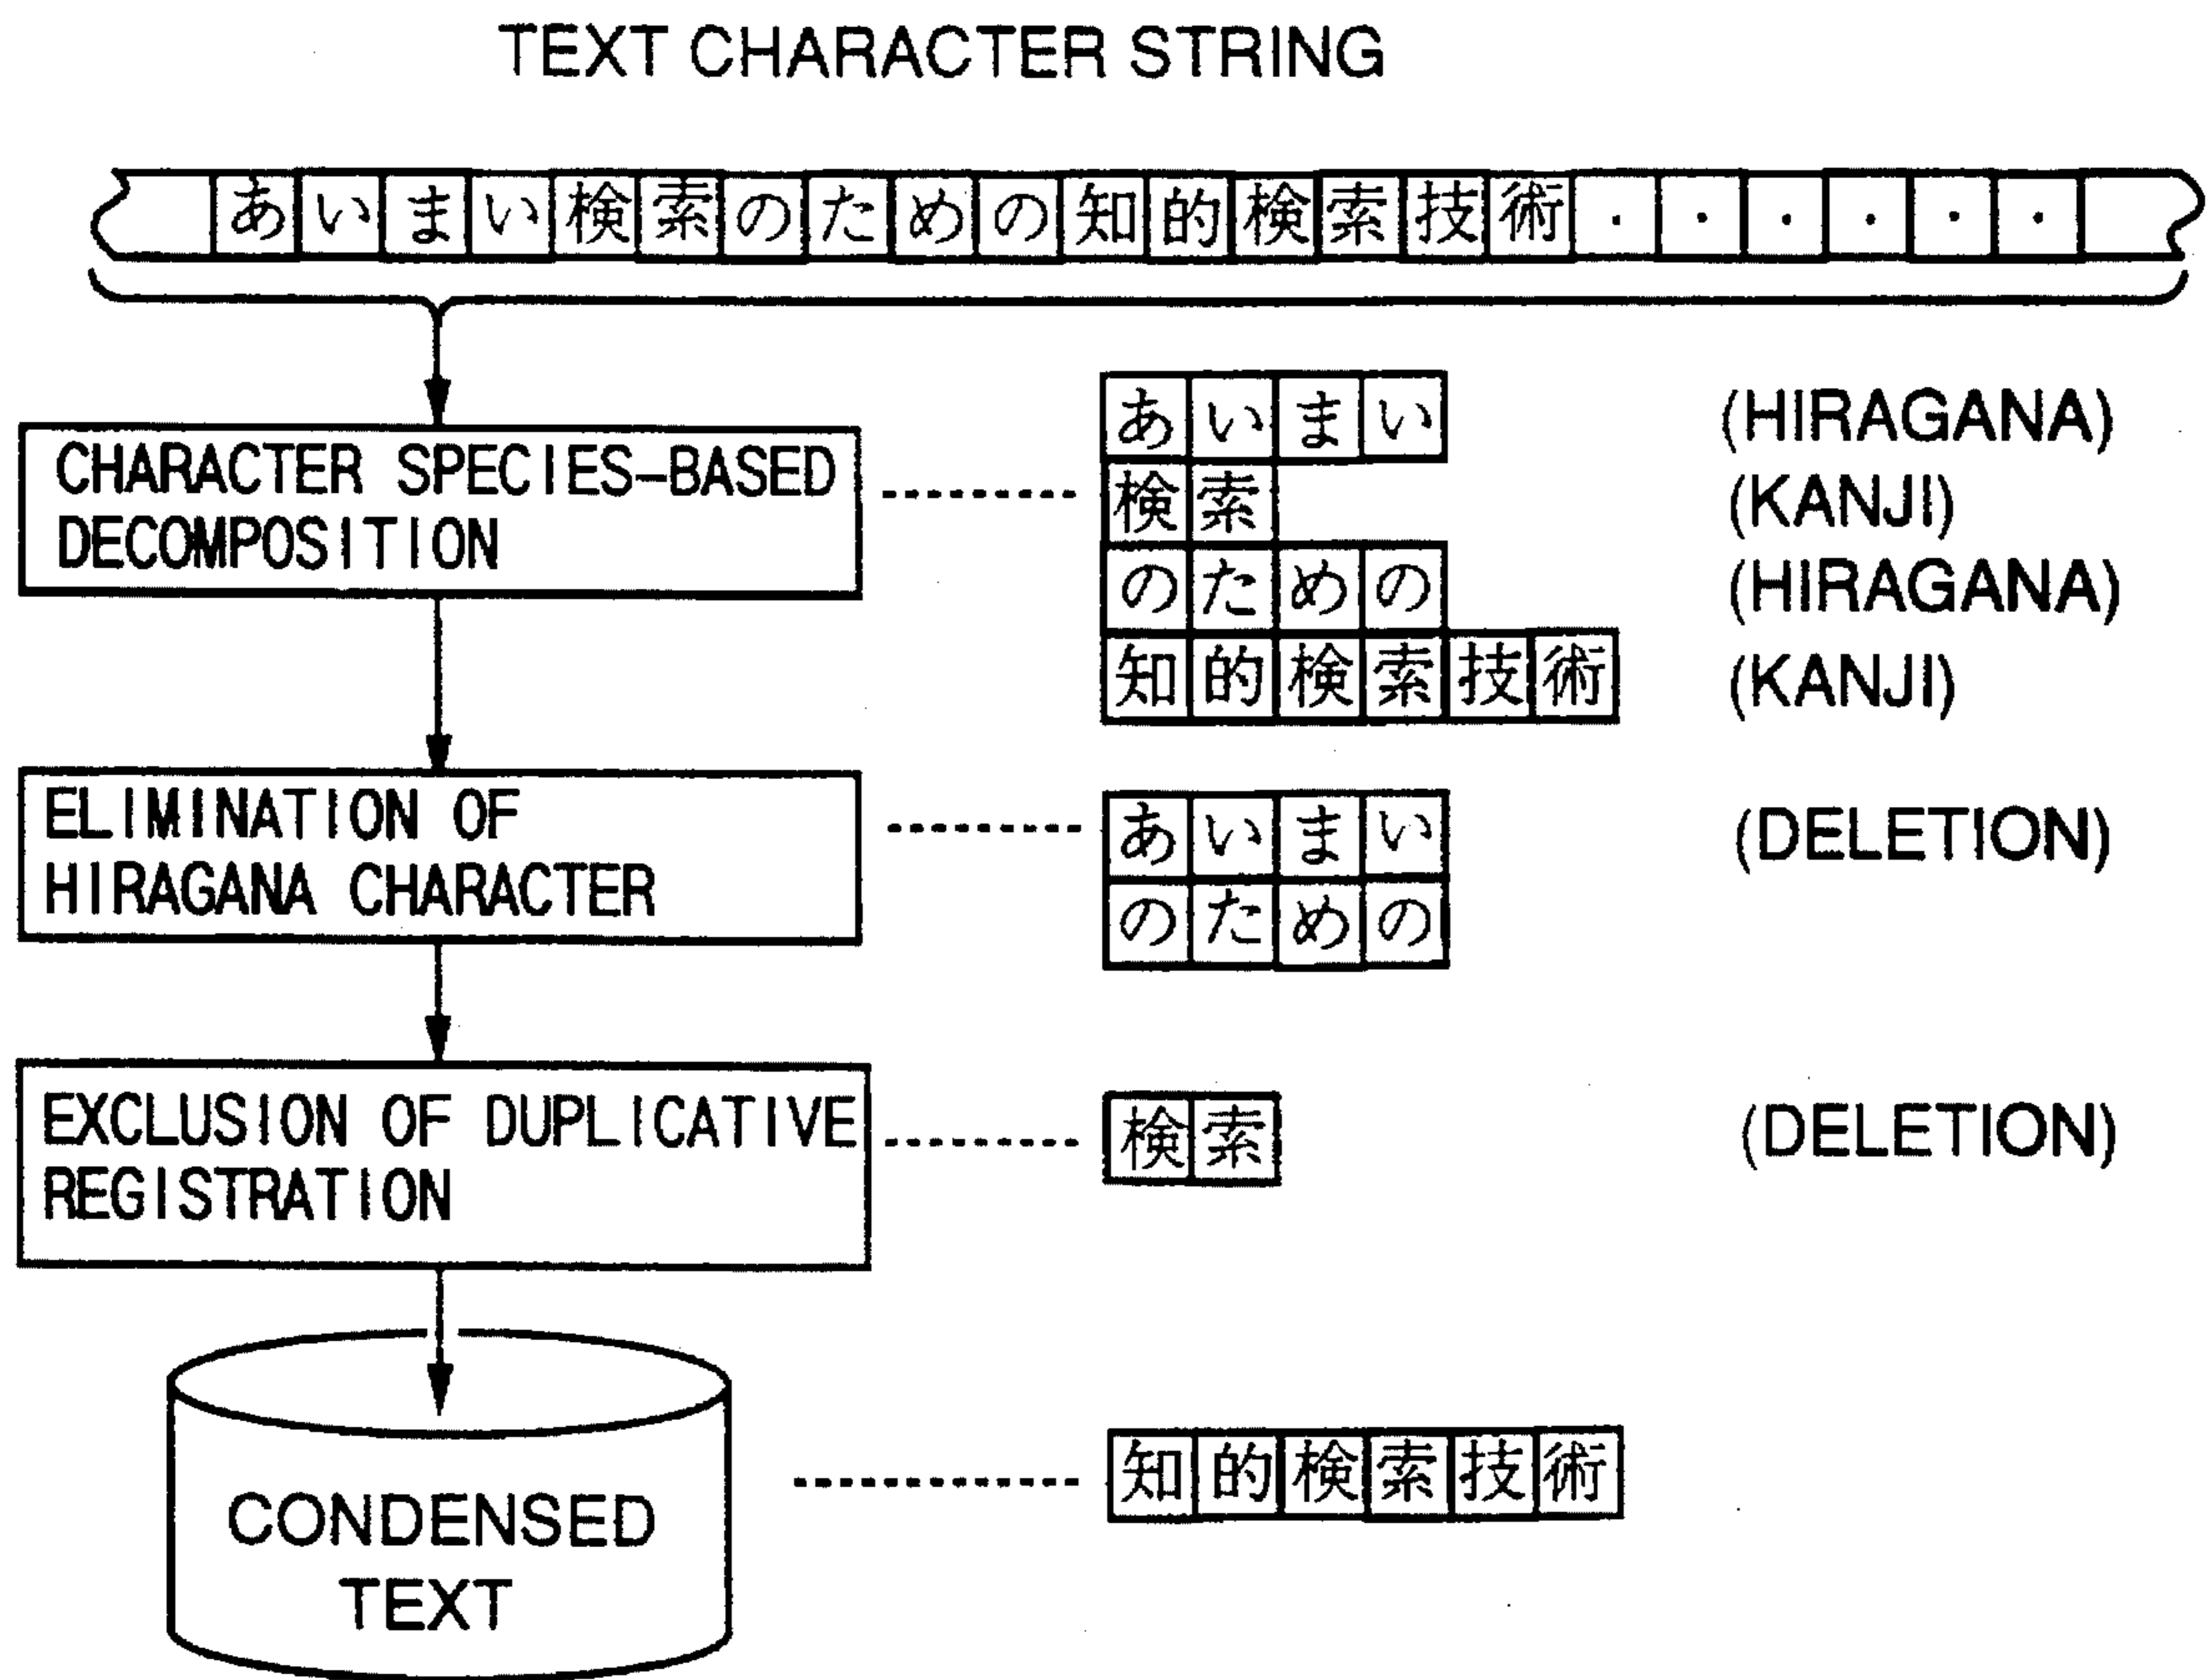 TEXT CHARACTER STRING
あいまい検索のための知的検索技術・・・・・・
CHARACTER SPECIES-BASED
DECOMPOSITION
あいまい (HIRAGANA)
検索 (KANJI)
のための (HIRAGANA)
知的検索技術 (KANJI)
ELIMINATION OF
HIRAGANA CHARACTER
あいまい (DELETION)
のための
EXCLUSION OF DUPLICATIVE
REGISTRATION
検索 (DELETION)
CONDENSED
TEXT
知的検索技術